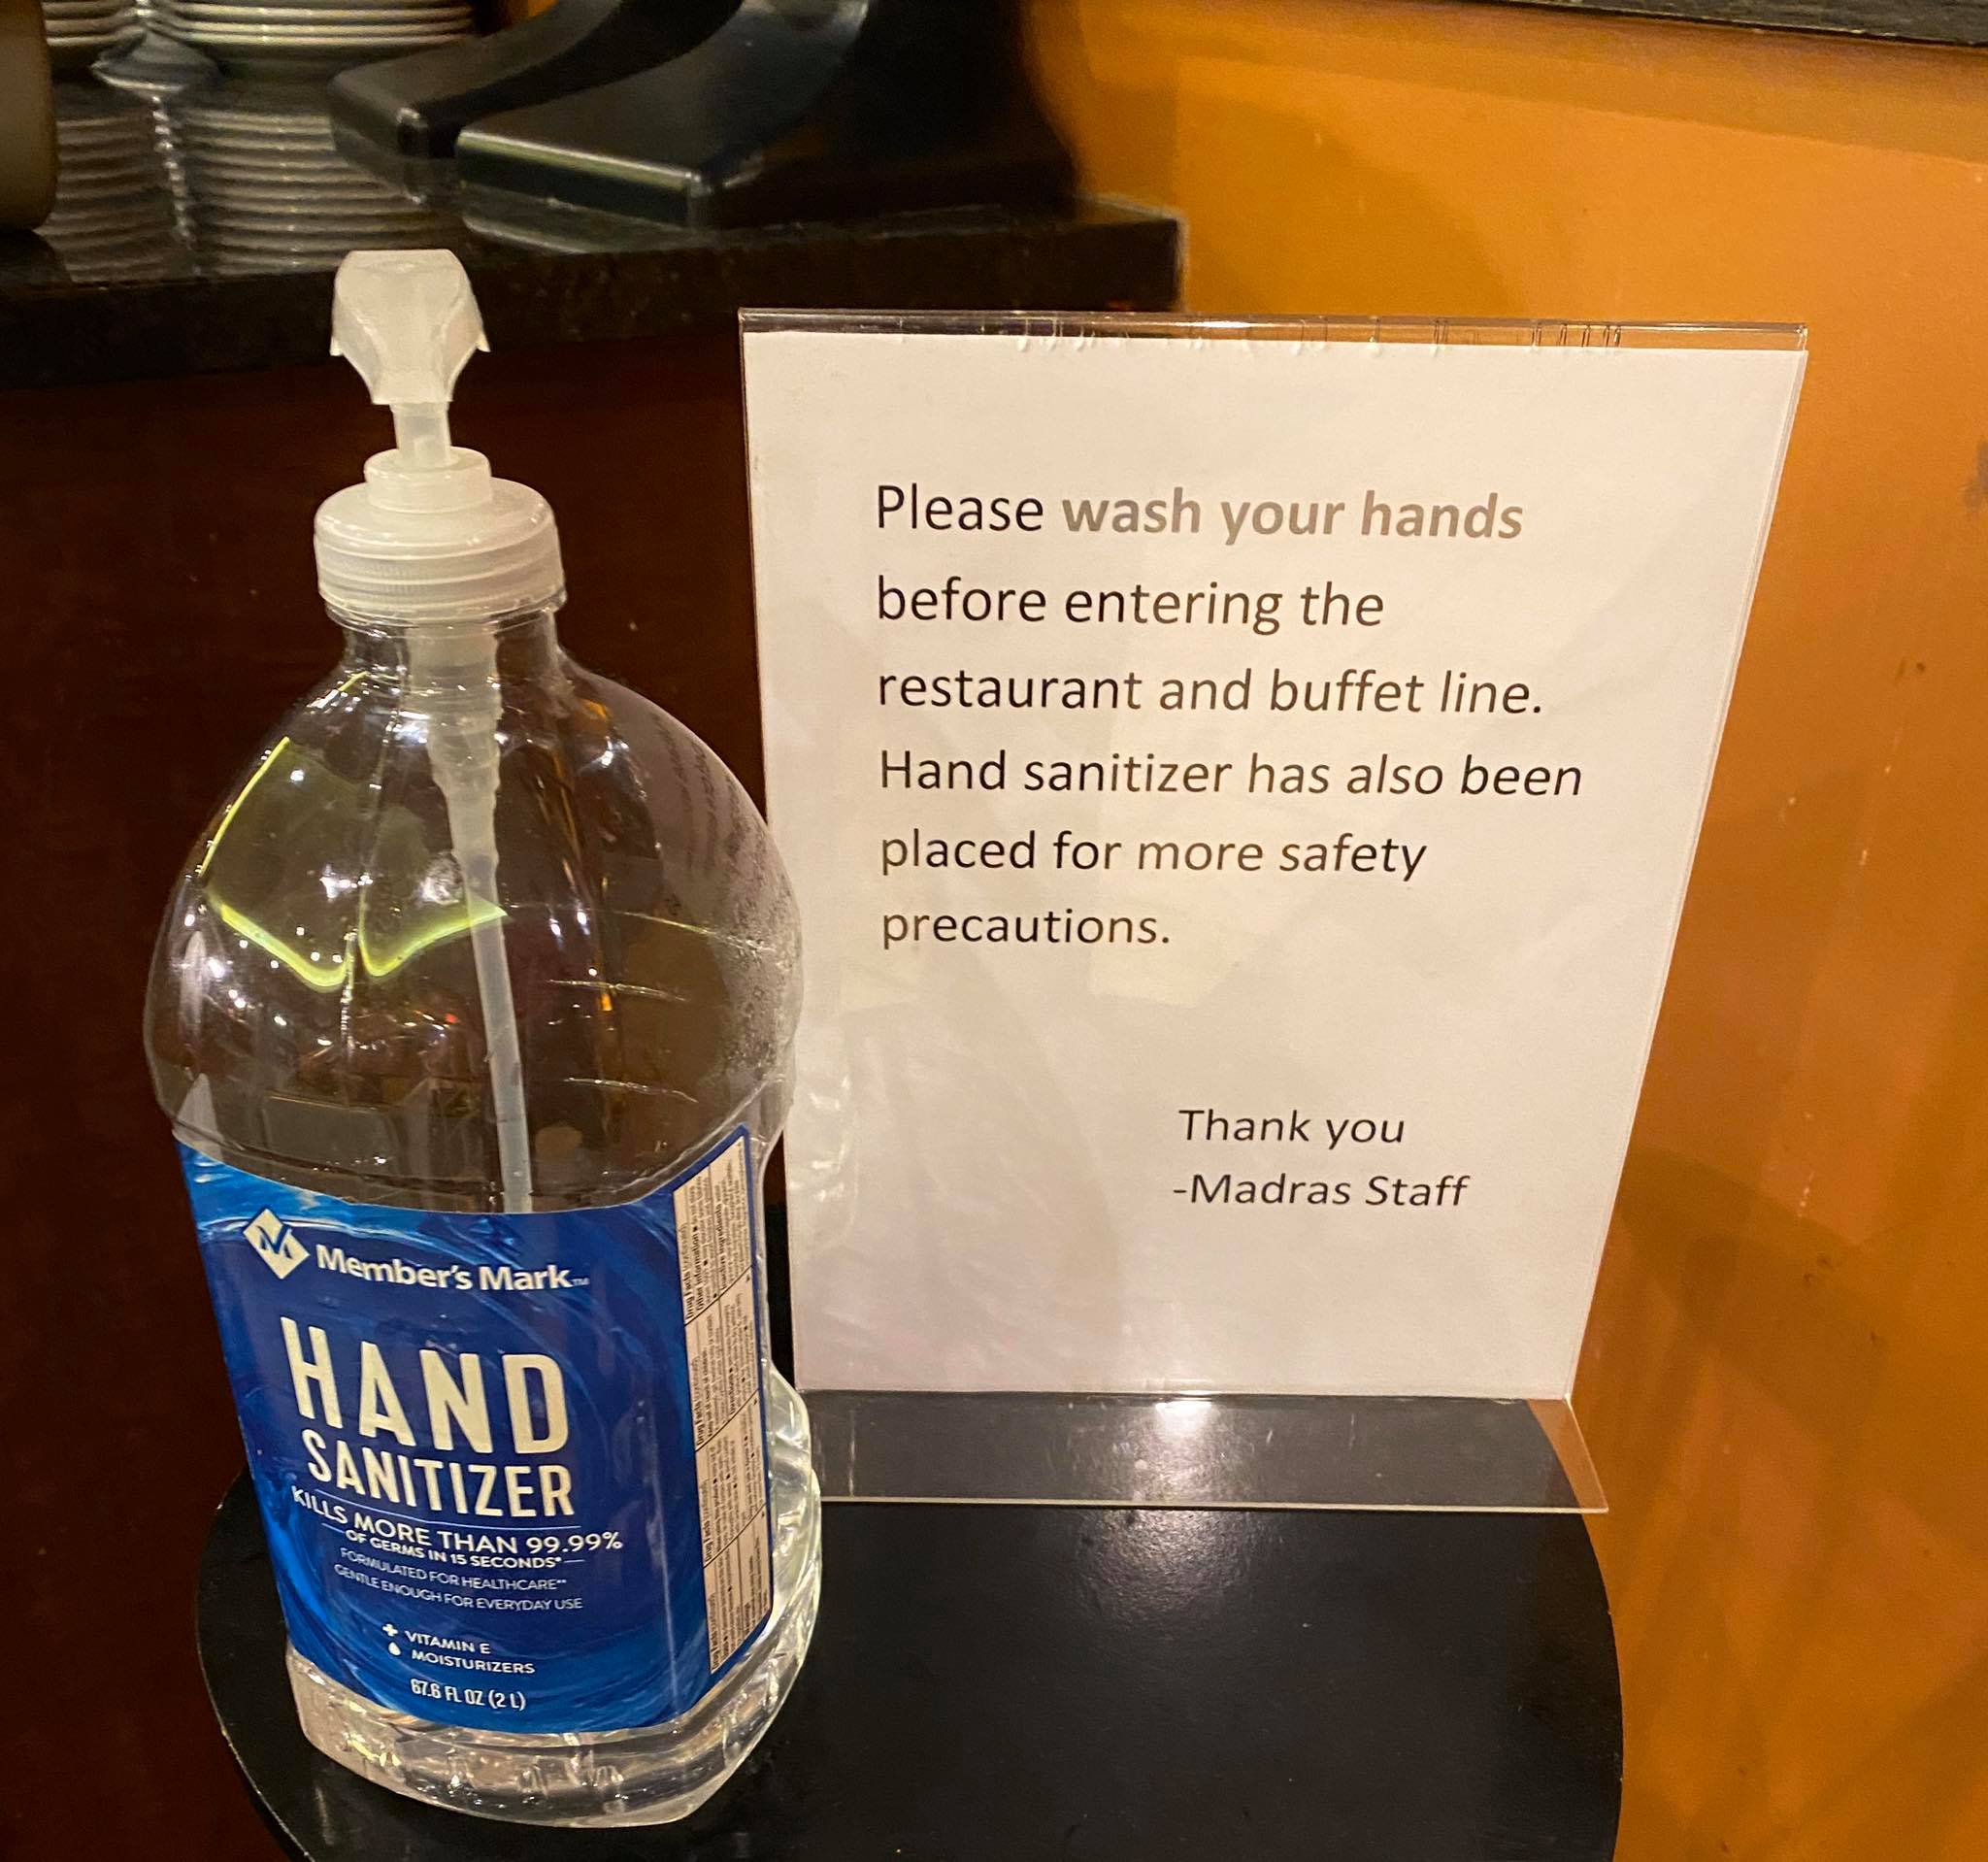 Please wash your hands
before entering the
restaurant and buffet line.
Hand sanitizer has also been
placed for more safety
precautions.
Thank you
-Madras Staff
Member's Mark™
HAND
SANITIZER
KILLS MORE THAN 99.99%
OF GERMS IN 15 SECONDS*
FORMULATED FOR HEALTHCARE**
GENTLE ENOUGH FOR EVERYDAY USE
VITAMIN E
MOISTURIZERS
67.6 FL OZ (2 L)